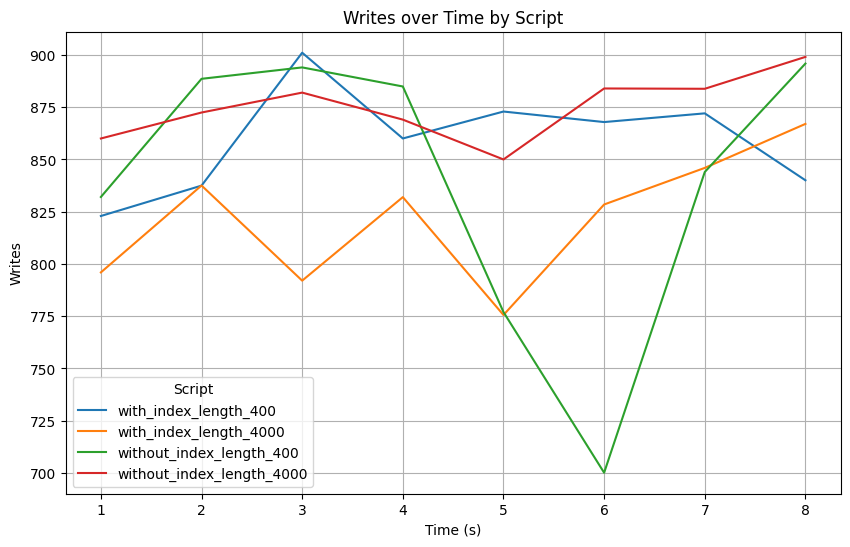 Writes over Time by Script
900
875
850
825
800
775
750
725
700
Writes
Script
with_index_length_400
with_index_length_4000
without_index_length_400
without_index_length_4000
1 2 3 4 5 6 7 8
Time (s)